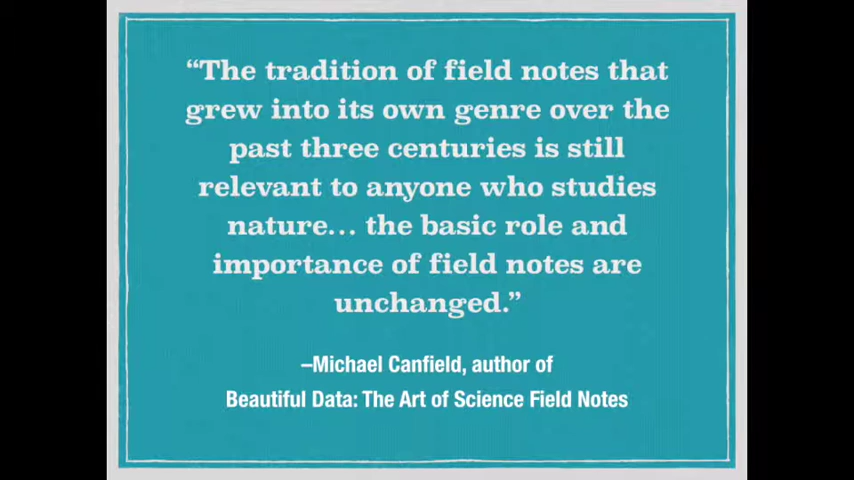 “The tradition of field notes that
grew into its own genre over the
past three centuries is still
relevant to anyone who studies
nature… the basic role and
importance of field notes are
unchanged.”
–Michael Canfield, author of
Beautiful Data: The Art of Science Field Notes